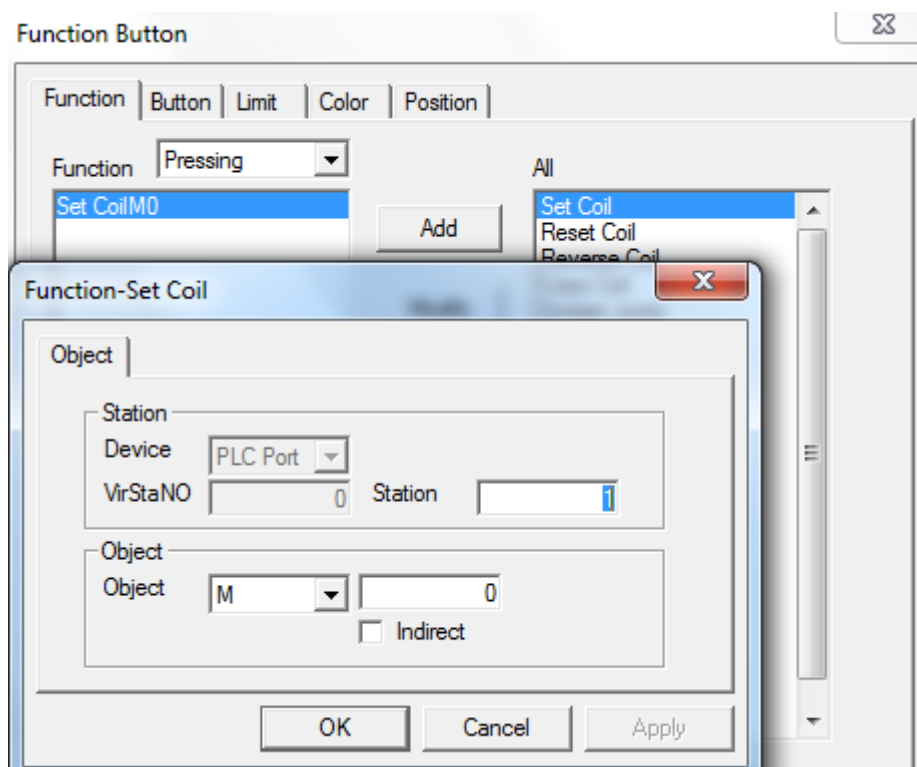 Function Button
Function Button Limit Color Position
Function Pressing All
Set CoilM0 Add Set Coil
Reset Coil
Reverse Coil
Function-Set Coil
Object
Station
Device PLC Port
VirStaNO 0 Station 1
Object
Object M 0
Indirect
OK Cancel Apply